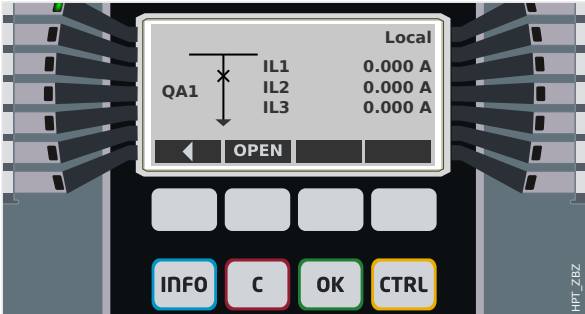 Local
IL1 0.000 A
QA1 IL2 0.000 A
IL3 0.000 A
OPEN
INFO C OK CTRL
HPT_ZBZ